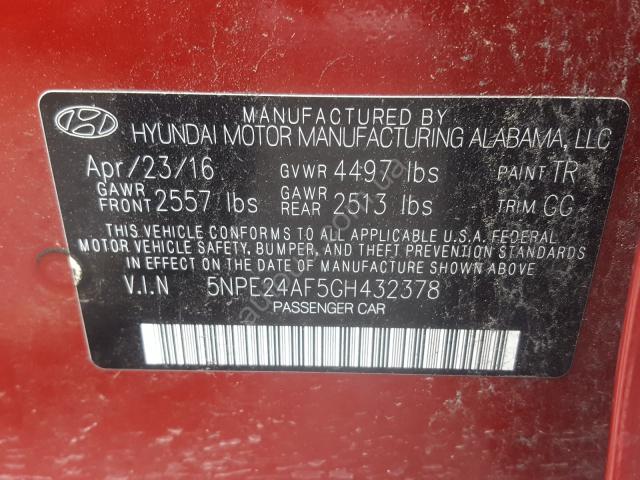 MANUFACTURED BY
HYUNDAI MOTOR MANUFACTURING ALABAMA, LLC
Apr/23/16 GVWR 4497 lbs PAINT TR
GAWR FRONT 2557 lbs GAWR REAR 2513 lbs TRIM CC
THIS VEHICLE CONFORMS TO ALL APPLICABLE U.S.A. FEDERAL
MOTOR VEHICLE SAFETY, BUMPER, AND THEFT PREVENTION STANDARDS
IN EFFECT ON THE DATE OF MANUFACTURE SHOWN ABOVE.
V.I.N 5NPE24AF5GH432378
PASSENGER CAR